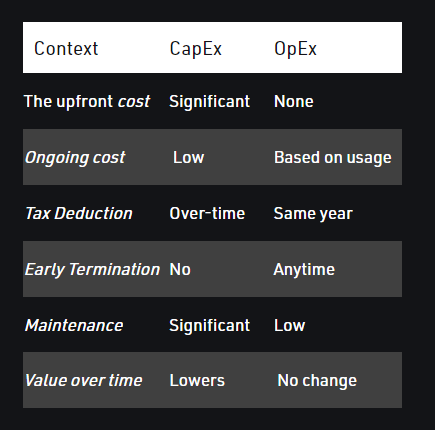 Context CapEx OpEx
The upfront cost Significant None
Ongoing cost Low Based on usage
Tax Deduction Over-time Same year
Early Termination No Anytime
Maintenance Significant Low
Value over time Lowers No change